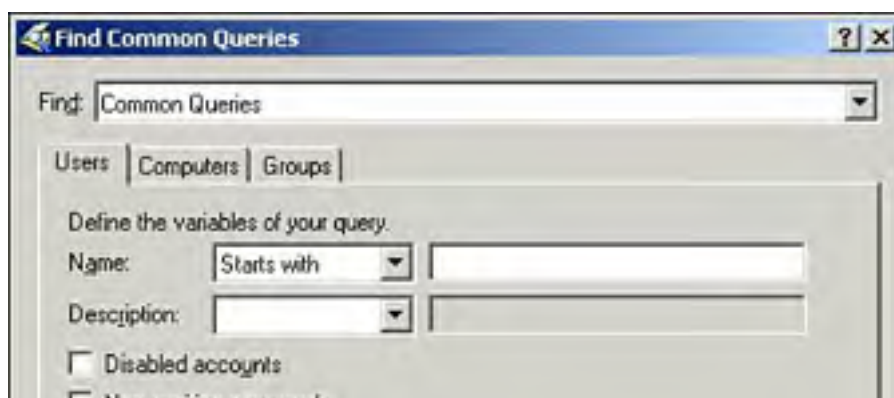 Find Common Queries
Find: Common Queries
Users Computers Groups
Define the variables of your query.
Name: Starts with
Description:
Disabled accounts